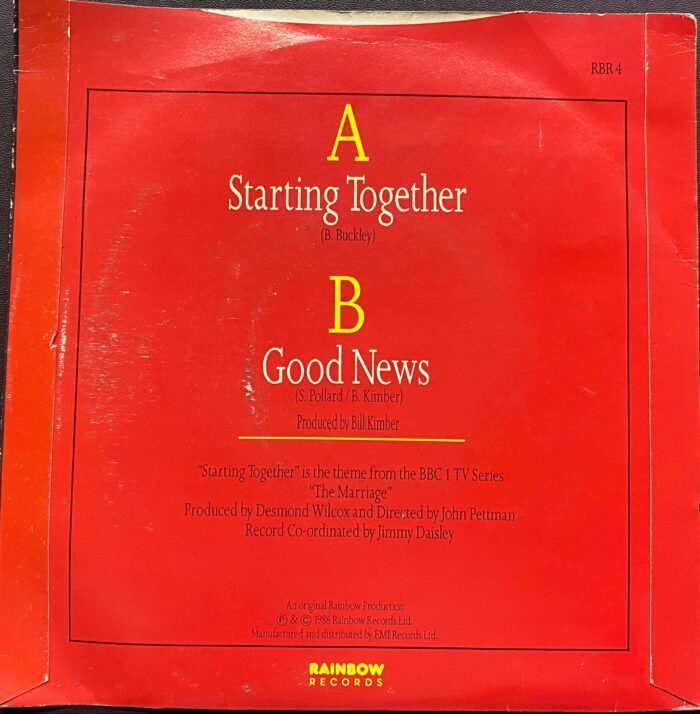 RBR 4
A
Starting Together
(B. Buckley)
B
Good News
(S. Pollard / B. Kimber)
Produced by Bill Kimber
“Starting Together” is the theme from the BBC 1 TV Series
“The Marriage”
Produced by Desmond Wilcox and Directed by John Pettman
Record Co-ordinated by Jimmy Daisley
An original Rainbow Production
℗ & © 1986 Rainbow Records Ltd.
Manufactured and distributed by EMI Records Ltd.
RAINBOW
RECORDS